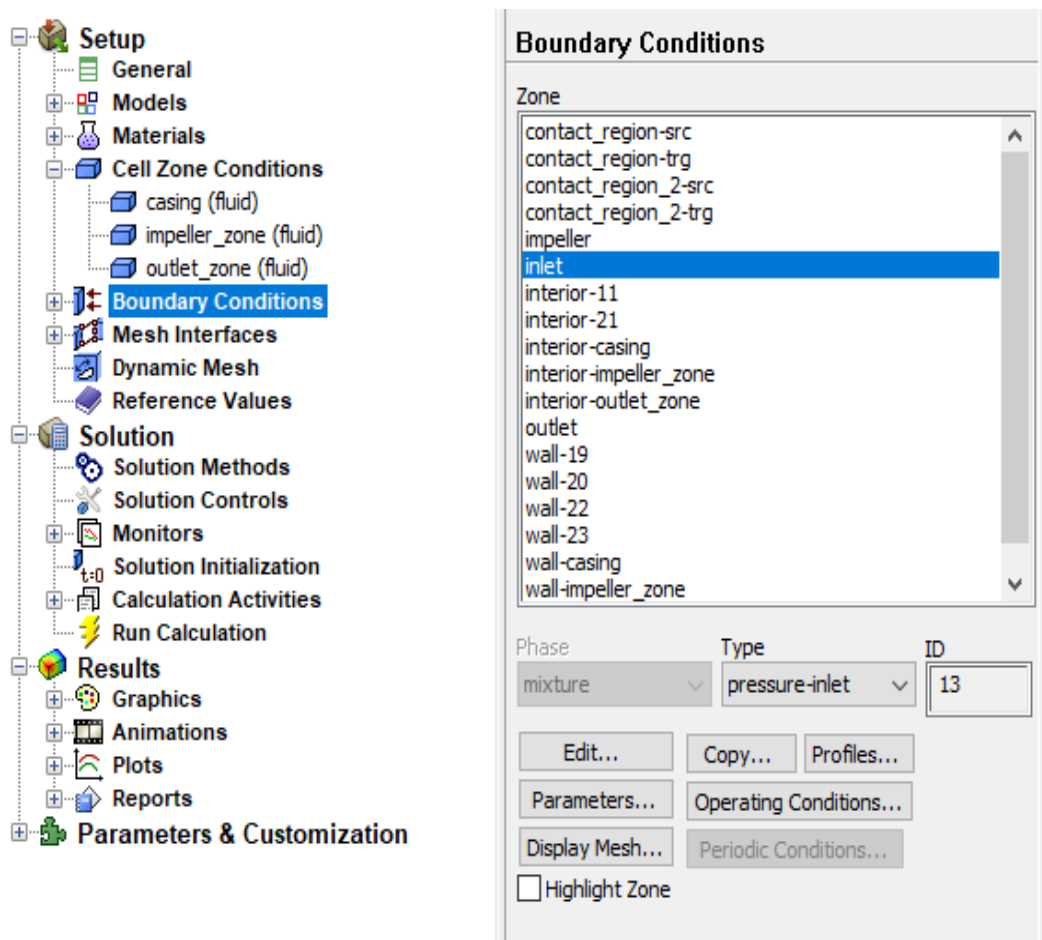 Setup
General
Models
Materials
Cell Zone Conditions
casing (fluid)
impeller_zone (fluid)
outlet_zone (fluid)
Boundary Conditions
Mesh Interfaces
Dynamic Mesh
Reference Values
Solution
Solution Methods
Solution Controls
Monitors
t=0 Solution Initialization
Calculation Activities
Run Calculation
Results
Graphics
Animations
Plots
Reports
Parameters & Customization
Boundary Conditions
Zone
contact_region-src
contact_region-trg
contact_region_2-src
contact_region_2-trg
impeller
inlet
interior-11
interior-21
interior-casing
interior-impeller_zone
interior-outlet_zone
outlet
wall-19
wall-20
wall-22
wall-23
wall-casing
wall-impeller_zone
Phase Type ID
mixture pressure-inlet 13
Edit... Copy... Profiles...
Parameters... Operating Conditions...
Display Mesh... Periodic Conditions...
Highlight Zone